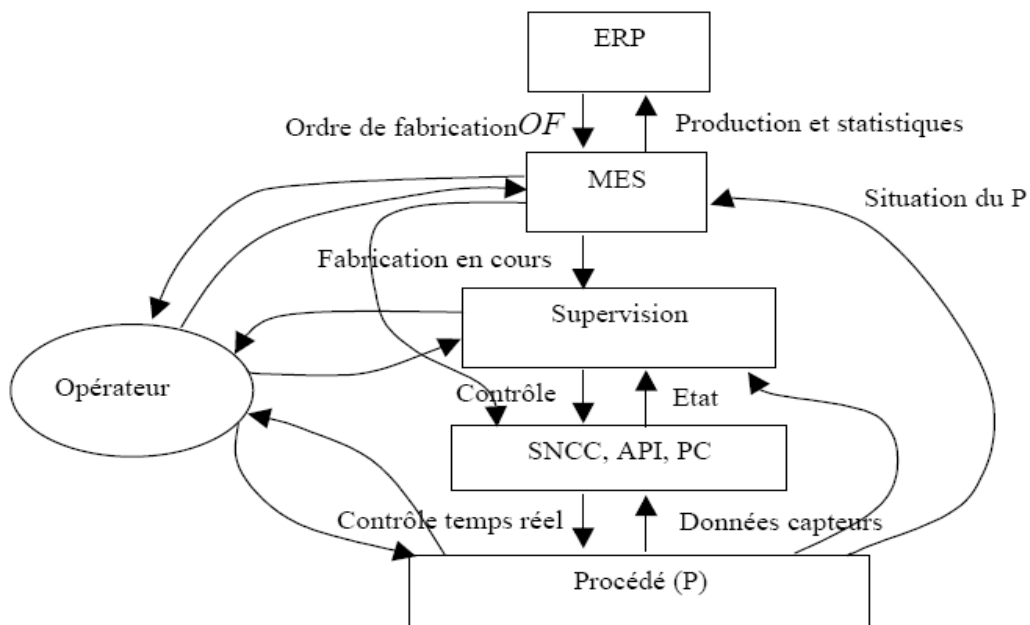 ERP
Ordre de fabrication OF
Production et statistiques
MES
Situation du P
Fabrication en cours
Supervision
Opérateur
Contrôle
Etat
SNCC, API, PC
Contrôle temps réel
Données capteurs
Procédé (P)